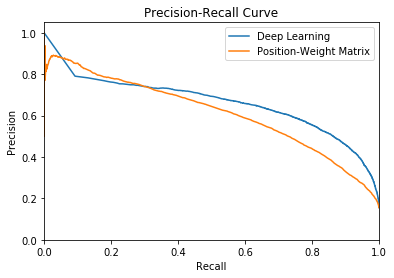 Precision-Recall Curve
Deep Learning
Position-Weight Matrix
Precision
1.0
0.8
0.6
0.4
0.2
0.0
0.0 0.2 0.4 0.6 0.8 1.0
Recall